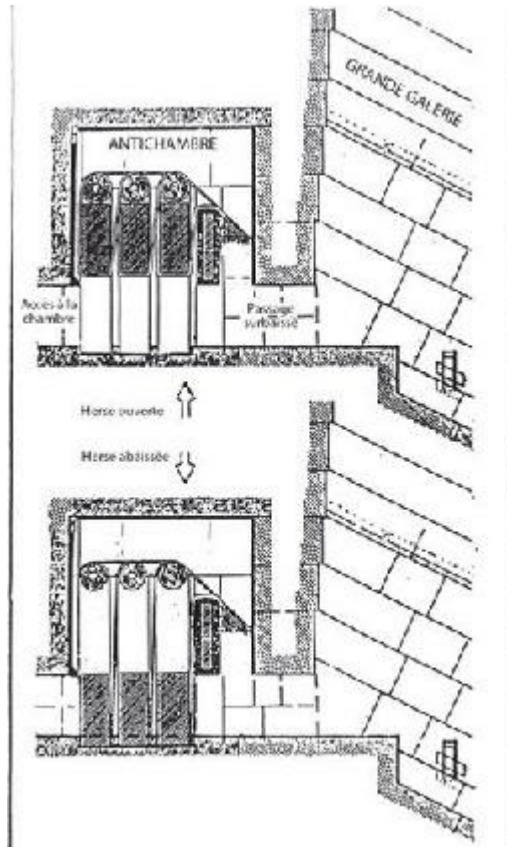 GRANDE GALERIE
ANTICHAMBRE
Accès à la
chambre
Passage
surbaissé
Herse ouverte
Herse abaissée